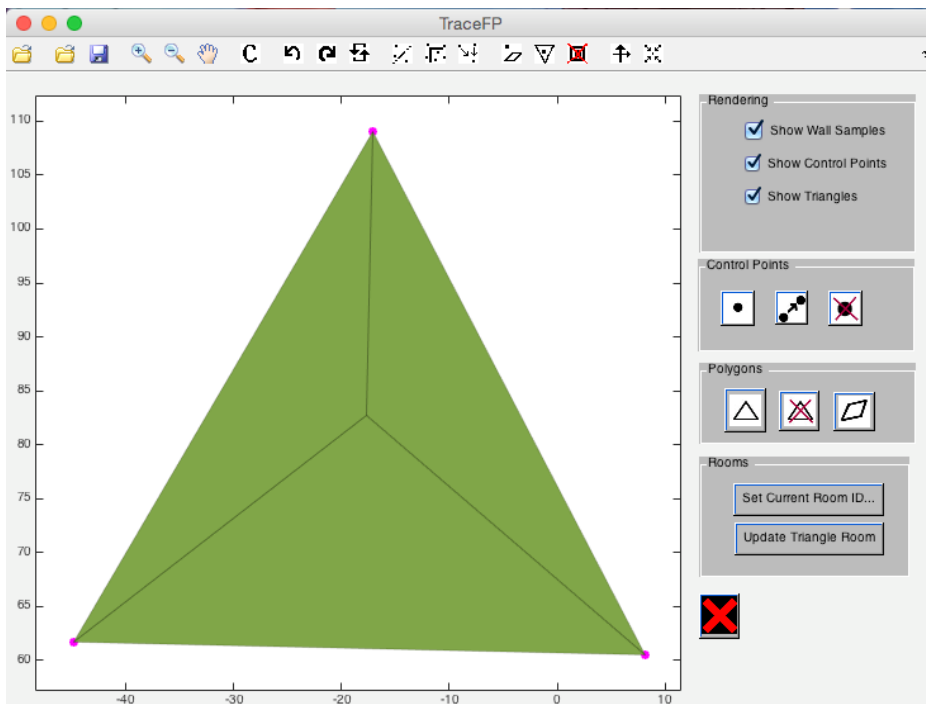 TraceFP
C
110
105
100
95
90
85
80
75
70
65
60
-40
-30
-20
-10
0
10
Rendering
Show Wall Samples
Show Control Points
Show Triangles
Control Points
Polygons
Rooms
Set Current Room ID...
Update Triangle Room